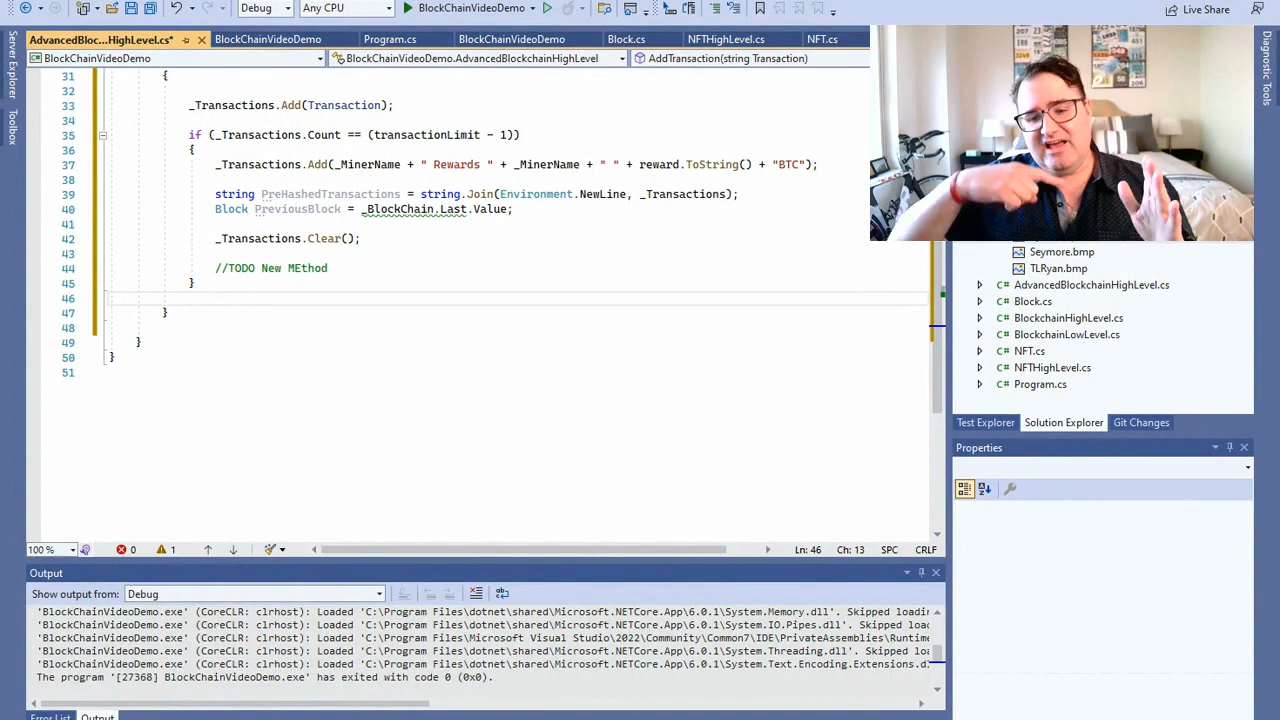 Debug
Any CPU
BlockChainVideoDemo
Live Share
AdvancedBloc...HighLevel.cs*
BlockChainVideoDemo
Program.cs
BlockChainVideoDemo
Block.cs
NFTHighLevel.cs
NFT.cs
BlockChainVideoDemo
BlockChainVideoDemo.AdvancedBlockchainHighLevel
AddTransaction(string Transaction)
Server Explorer
Toolbox
Diagnostic Tools
31 {
32
33 _Transactions.Add(Transaction);
34
35 if (_Transactions.Count == (transactionLimit - 1))
36 {
37 _Transactions.Add(_MinerName + " Rewards " + _MinerName + " " + reward.ToString() + "BTC");
38
39 string PreHashedTransactions = string.Join(Environment.NewLine, _Transactions);
40 Block PreviousBlock = _BlockChain.Last.Value;
41
42 _Transactions.Clear();
43
44 //TODO New MEthod
45 }
46
47 }
48
49 }
50 }
51
Seymore.bmp
TLRyan.bmp
C# AdvancedBlockchainHighLevel.cs
C# Block.cs
C# BlockchainHighLevel.cs
C# BlockchainLowLevel.cs
C# NFT.cs
C# NFTHighLevel.cs
C# Program.cs
Test Explorer
Solution Explorer
Git Changes
Properties
100 %
0
1
Ln: 46
Ch: 13
SPC
CRLF
Output
Show output from:
Debug
'BlockChainVideoDemo.exe' (CoreCLR: clrhost): Loaded 'C:\Program Files\dotnet\shared\Microsoft.NETCore.App\6.0.1\System.Memory.dll'. Skipped loadin
'BlockChainVideoDemo.exe' (CoreCLR: clrhost): Loaded 'C:\Program Files\dotnet\shared\Microsoft.NETCore.App\6.0.1\System.IO.Pipes.dll'. Skipped loa
'BlockChainVideoDemo.exe' (CoreCLR: clrhost): Loaded 'C:\Program Files\Microsoft Visual Studio\2022\Community\Common7\IDE\PrivateAssemblies\Runtime
'BlockChainVideoDemo.exe' (CoreCLR: clrhost): Loaded 'C:\Program Files\dotnet\shared\Microsoft.NETCore.App\6.0.1\System.Threading.dll'. Skipped lo
'BlockChainVideoDemo.exe' (CoreCLR: clrhost): Loaded 'C:\Program Files\dotnet\shared\Microsoft.NETCore.App\6.0.1\System.Text.Encoding.Extensions.d
The program '[27368] BlockChainVideoDemo.exe' has exited with code 0 (0x0).
Error List
Output